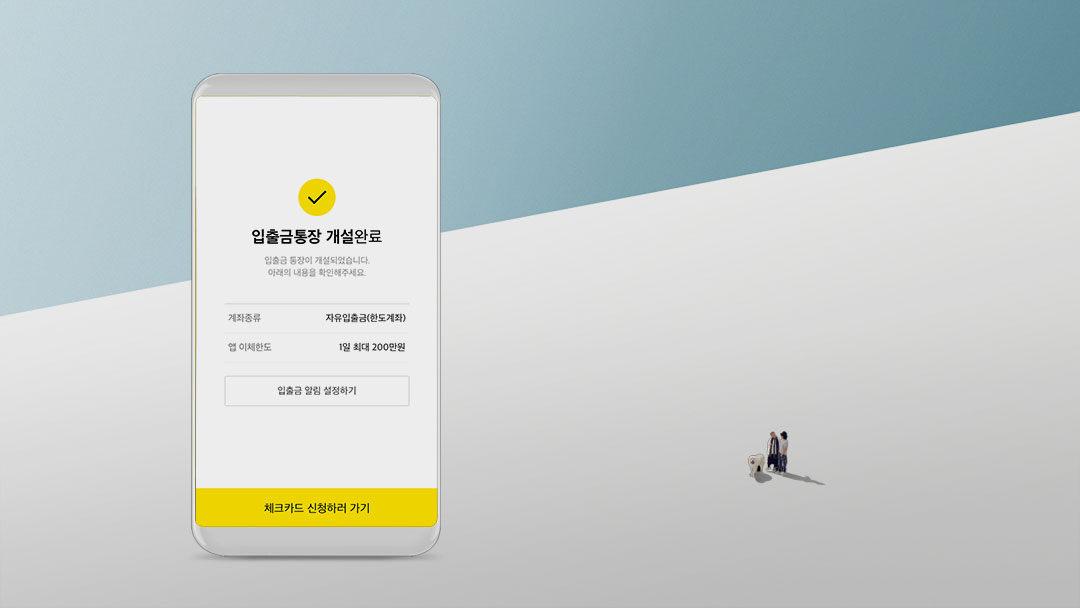 입출금통장 개설완료
입출금 통장이 개설되었습니다.
아래의 내용을 확인해주세요.
계좌종류 자유입출금(한도계좌)
앱 이체한도 1일 최대 200만원
입출금 알림 설정하기
체크카드 신청하러 가기